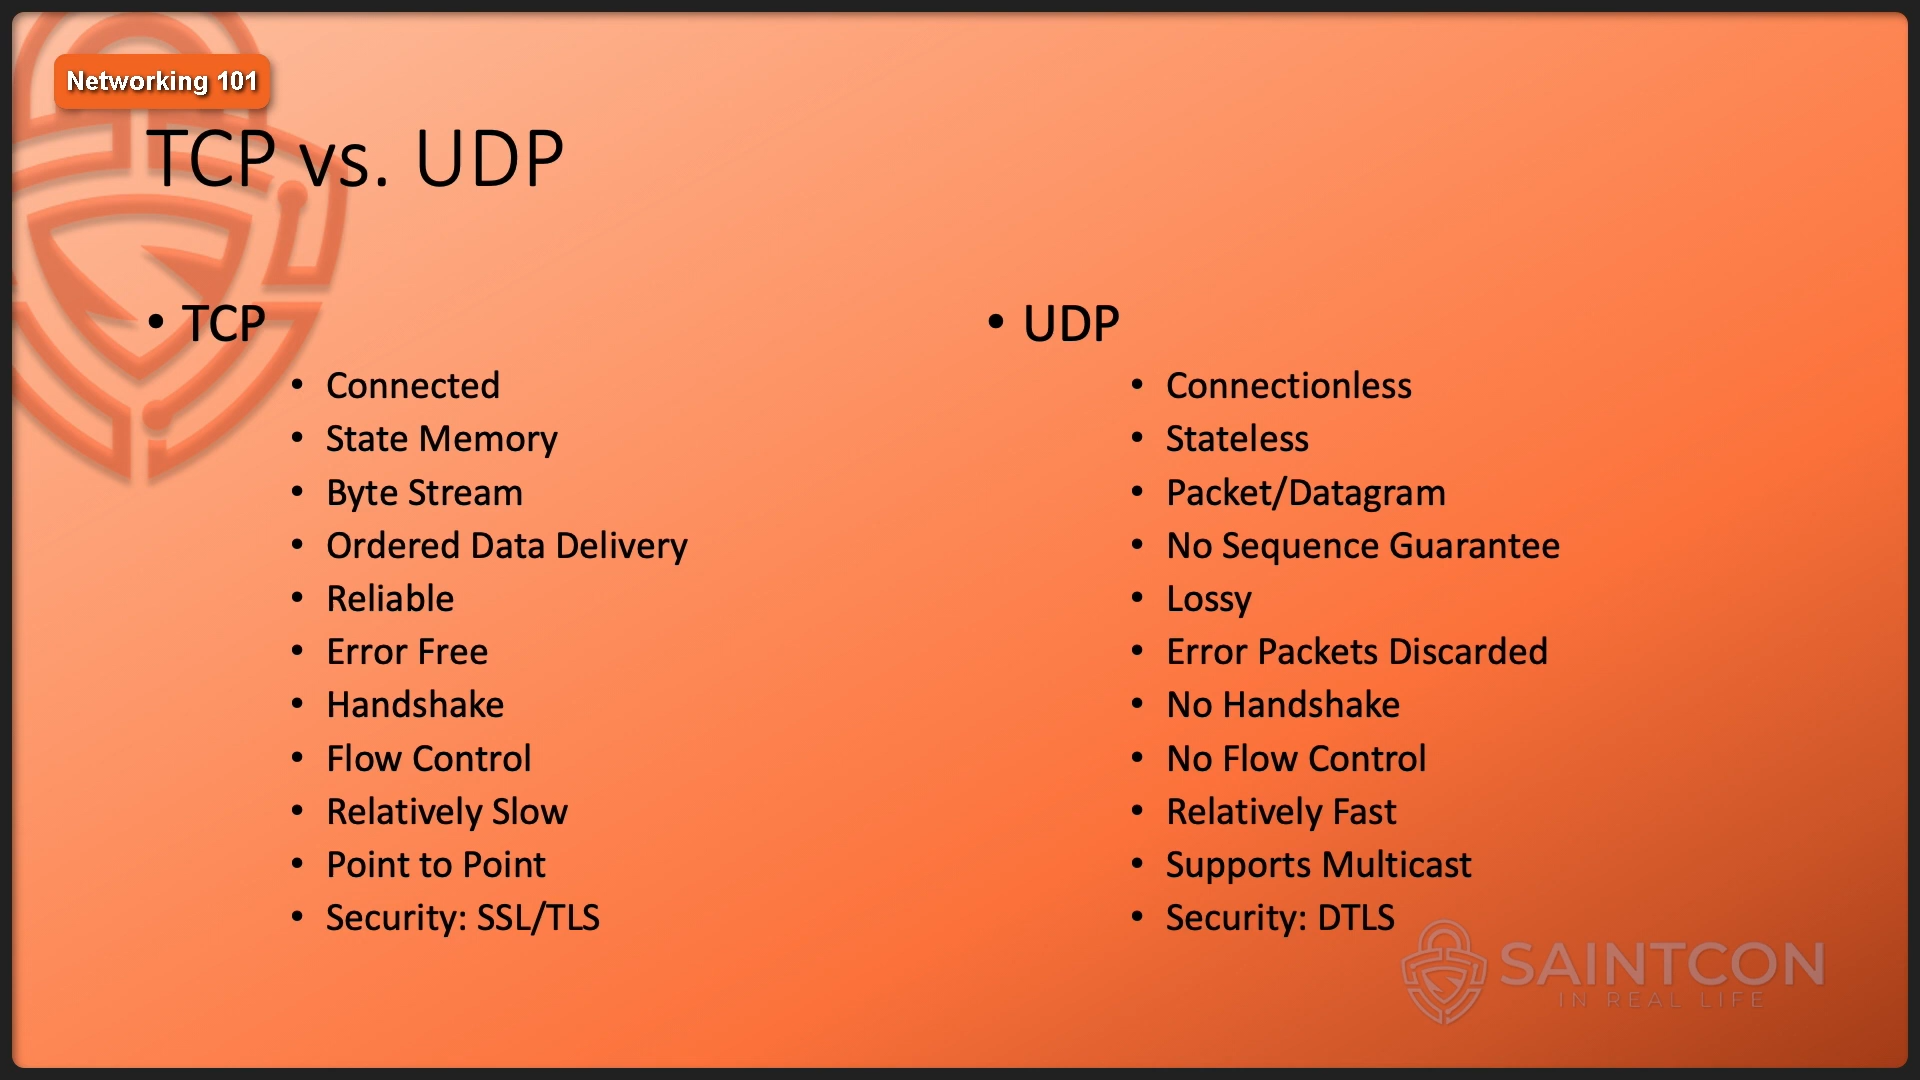 Networking 101
TCP vs. UDP
• TCP
• Connected
• State Memory
• Byte Stream
• Ordered Data Delivery
• Reliable
• Error Free
• Handshake
• Flow Control
• Relatively Slow
• Point to Point
• Security: SSL/TLS
• UDP
• Connectionless
• Stateless
• Packet/Datagram
• No Sequence Guarantee
• Lossy
• Error Packets Discarded
• No Handshake
• No Flow Control
• Relatively Fast
• Supports Multicast
• Security: DTLS
SAINTCON
IN REAL LIFE